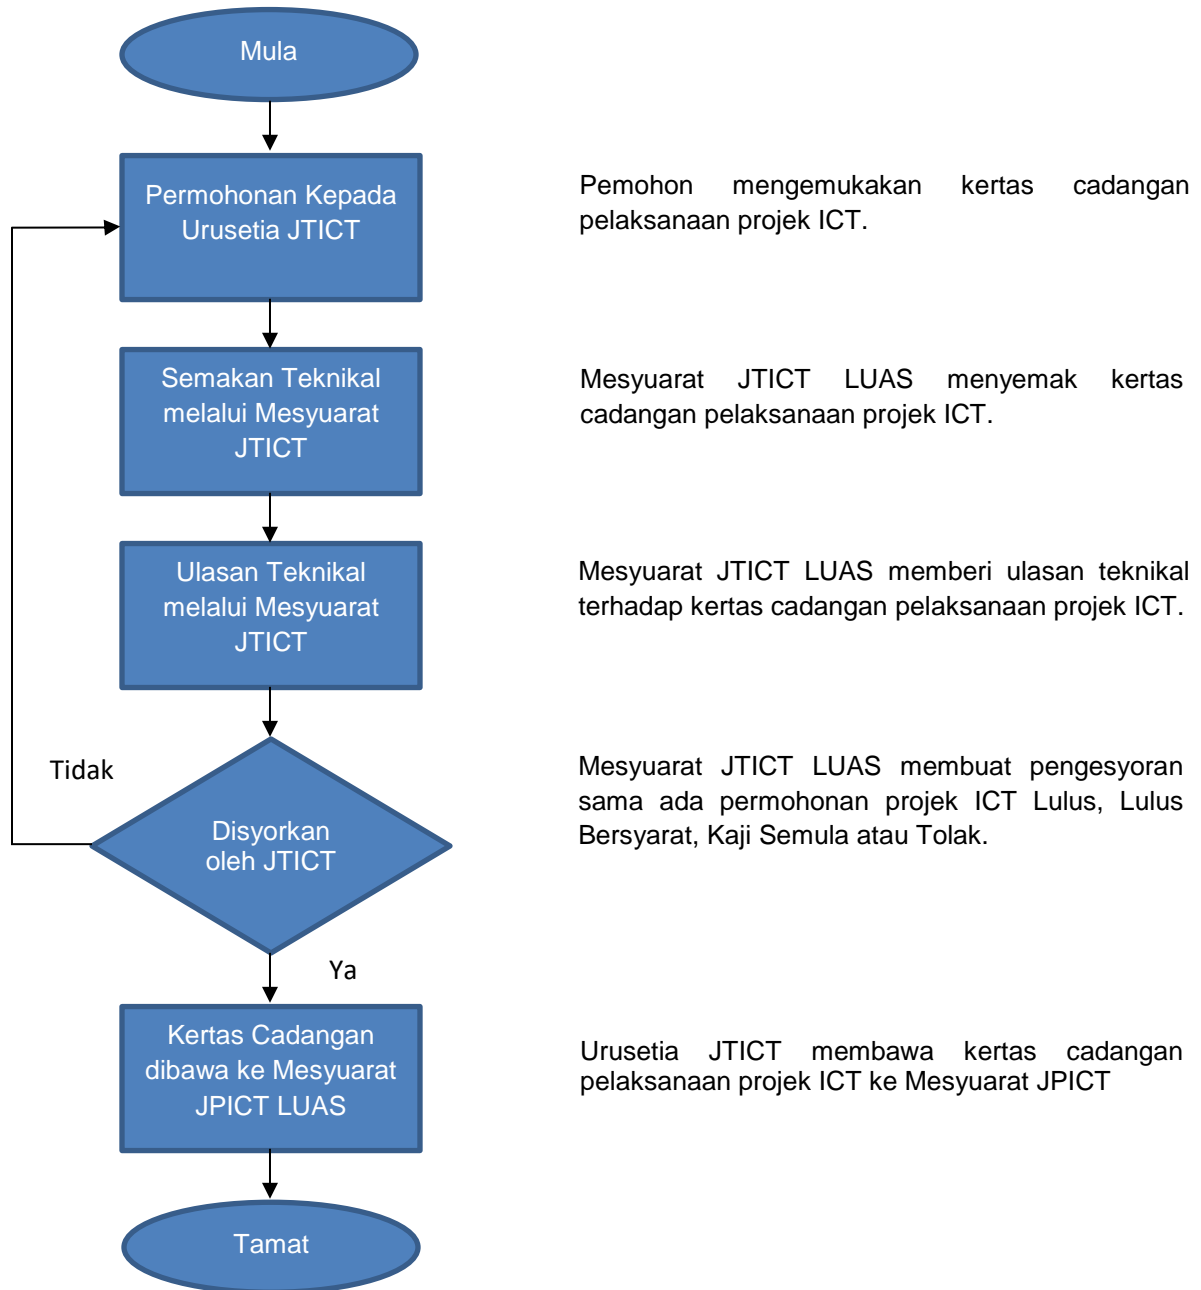 Mula
Permohonan Kepada
Urusetia JTICT
Pemohon mengemukakan kertas cadangan
pelaksanaan projek ICT.
Semakan Teknikal
melalui Mesyuarat
JTICT
Mesyuarat JTICT LUAS menyemak kertas
cadangan pelaksanaan projek ICT.
Ulasan Teknikal
melalui Mesyuarat
JTICT
Mesyuarat JTICT LUAS memberi ulasan teknikal
terhadap kertas cadangan pelaksanaan projek ICT.
Tidak
Disyorkan
oleh JTICT
Mesyuarat JTICT LUAS membuat pengesyoran
sama ada permohonan projek ICT Lulus, Lulus
Bersyarat, Kaji Semula atau Tolak.
Ya
Kertas Cadangan
dibawa ke Mesyuarat
JPICT LUAS
Urusetia JTICT membawa kertas cadangan
pelaksanaan projek ICT ke Mesyuarat JPICT
Tamat